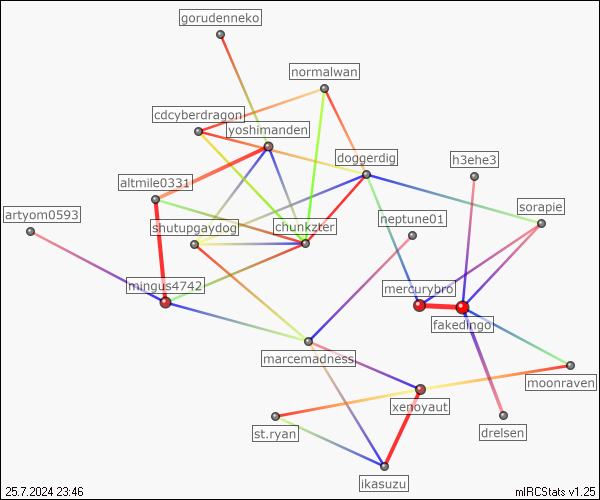 gorudenneko
normalwan
cdcyberdragon
yoshimanden
doggerdig
h3ehe3
altmile0331
sorapie
artyom0593
neptune01
shutupgaydog
chunkzter
mingus4742
mercurybro
fakedingo
marcemadness
moonraven
xenoyaut
st.ryan
drelsen
ikasuzu
25.7.2024 23:46
mIRCStats v1.25